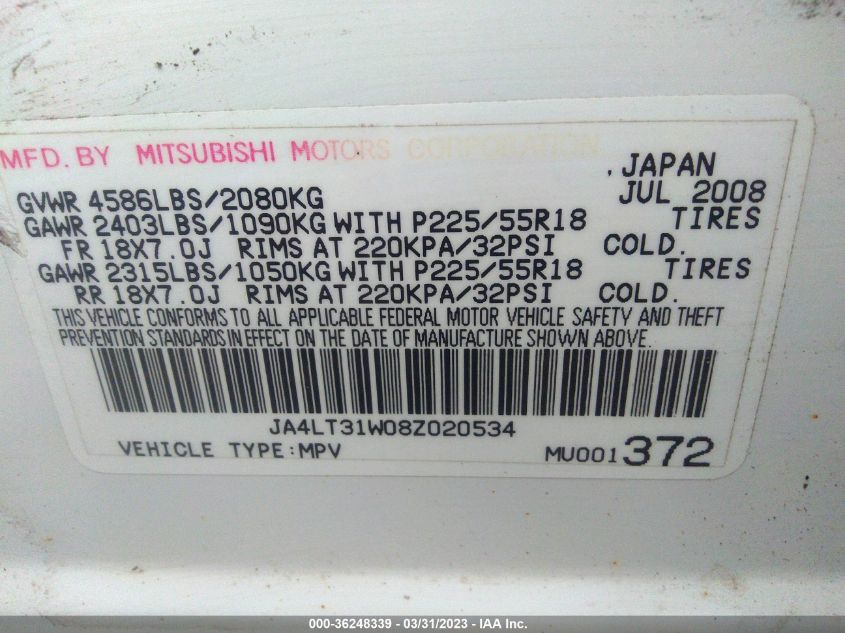 MFD. BY MITSUBISHI MOTORS CORPORATION
, JAPAN
GVWR 4586LBS/2080KG JUL 2008
GAWR 2403LBS/1090KG WITH P225/55R18 TIRES
FR 18X7.0J RIMS AT 220KPA/32PSI COLD.
GAWR 2315LBS/1050KG WITH P225/55R18 TIRES
RR 18X7.0J RIMS AT 220KPA/32PSI COLD.
THIS VEHICLE CONFORMS TO ALL APPLICABLE FEDERAL MOTOR VEHICLE SAFETY AND THEFT
PREVENTION STANDARDS IN EFFECT ON THE DATE OF MANUFACTURE SHOWN ABOVE.
JA4LT31W08Z020534
VEHICLE TYPE:MPV MU001372
000-36248339 - 03/31/2023 - IAA Inc.